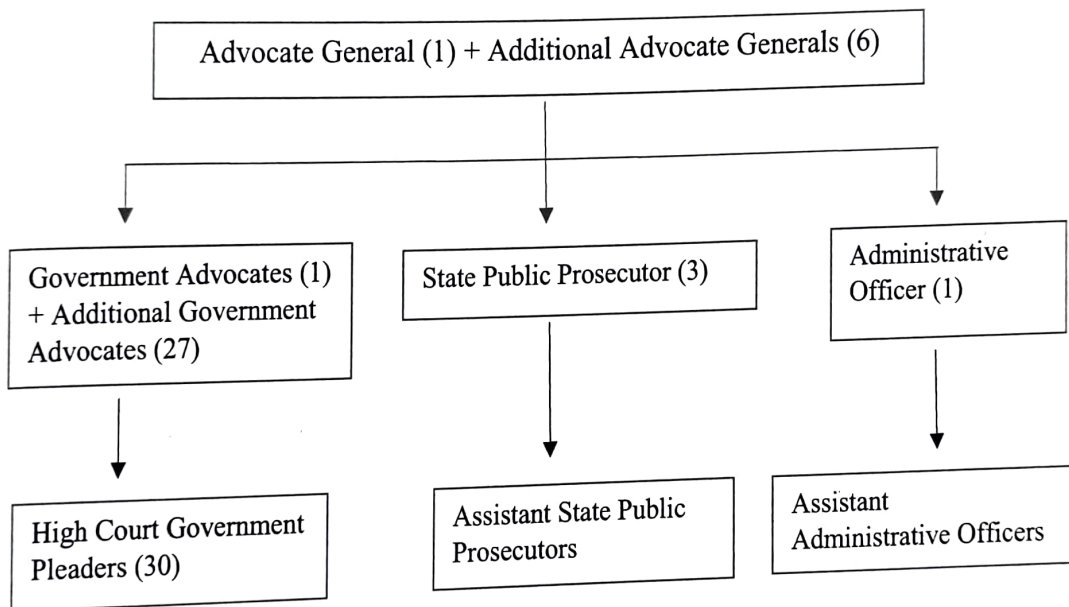 Advocate General (1) + Additional Advocate Generals (6)
Government Advocates (1)
+ Additional Government
Advocates (27)
State Public Prosecutor (3)
Administrative
Officer (1)
High Court Government
Pleaders (30)
Assistant State Public
Prosecutors
Assistant
Administrative Officers